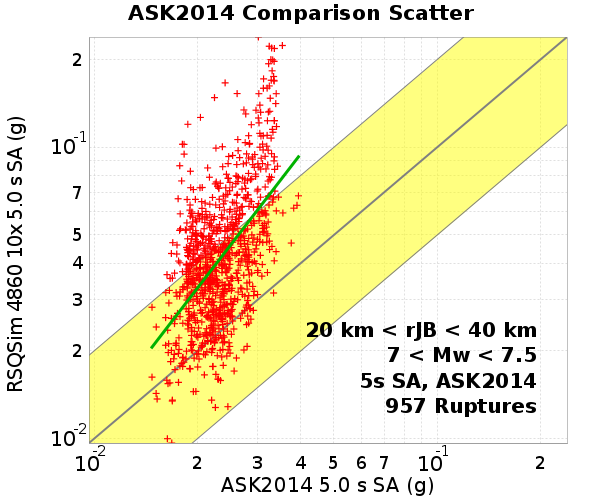 ASK2014 Comparison Scatter
RSQSim 4860 10x 5.0 s SA (g)
2
10-1
7
5
4
3
2
10-2
20 km < rJB < 40 km
7 < Mw < 7.5
5s SA, ASK2014
957 Ruptures
10-2 2 3 4 5 6 7 10-1 2
ASK2014 5.0 s SA (g)